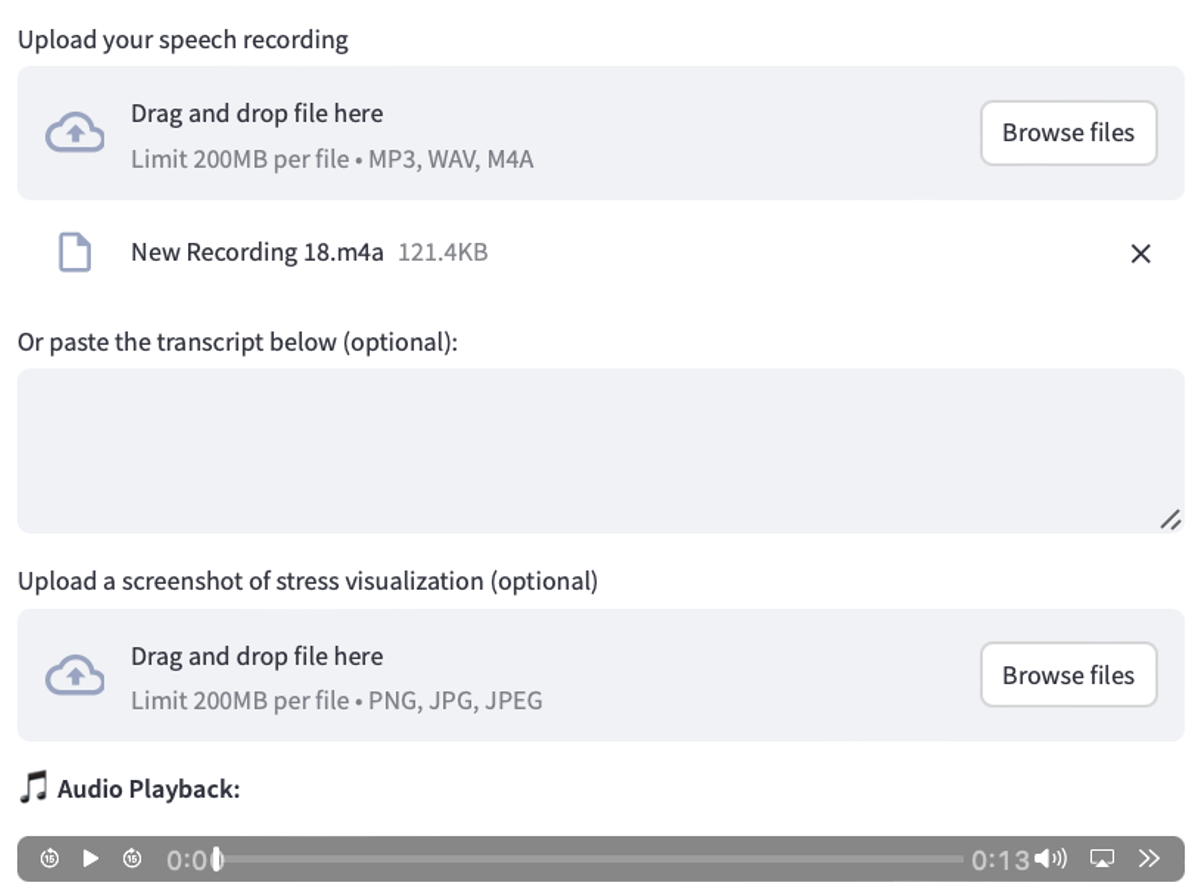 Upload your speech recording
Drag and drop file here
Limit 200MB per file • MP3, WAV, M4A
Browse files
New Recording 18.m4a 121.4KB
Or paste the transcript below (optional):
Upload a screenshot of stress visualization (optional)
Drag and drop file here
Limit 200MB per file • PNG, JPG, JPEG
Browse files
Audio Playback:
15 15 0:00 0:13